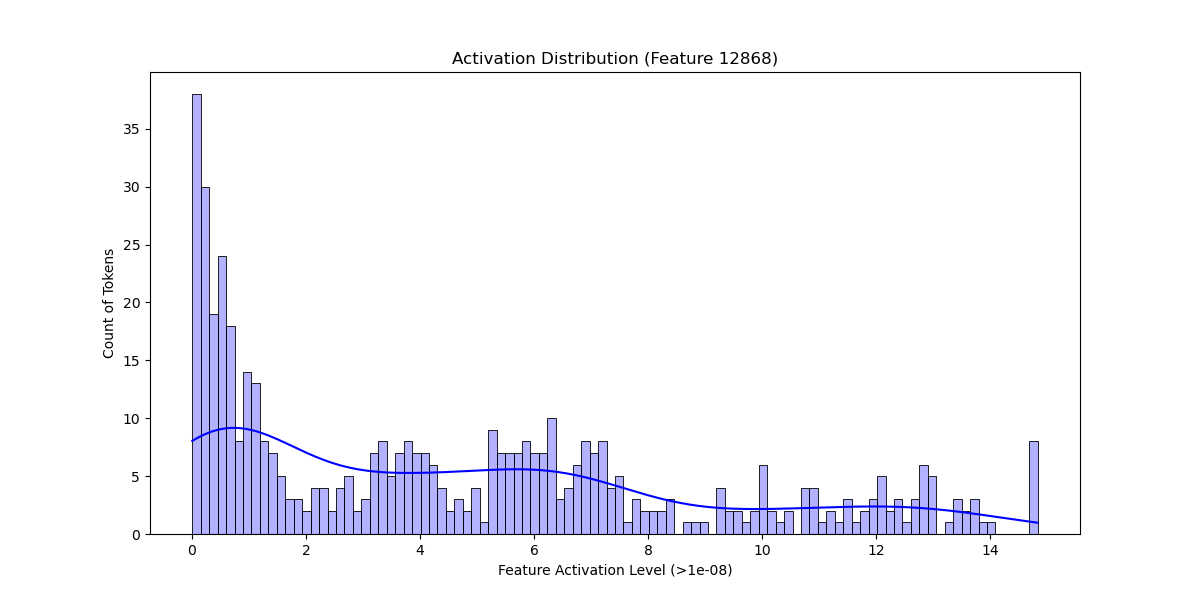 Activation Distribution (Feature 12868)
Count of Tokens
35
30
25
20
15
10
5
0
0 2 4 6 8 10 12 14
Feature Activation Level (>1e-08)